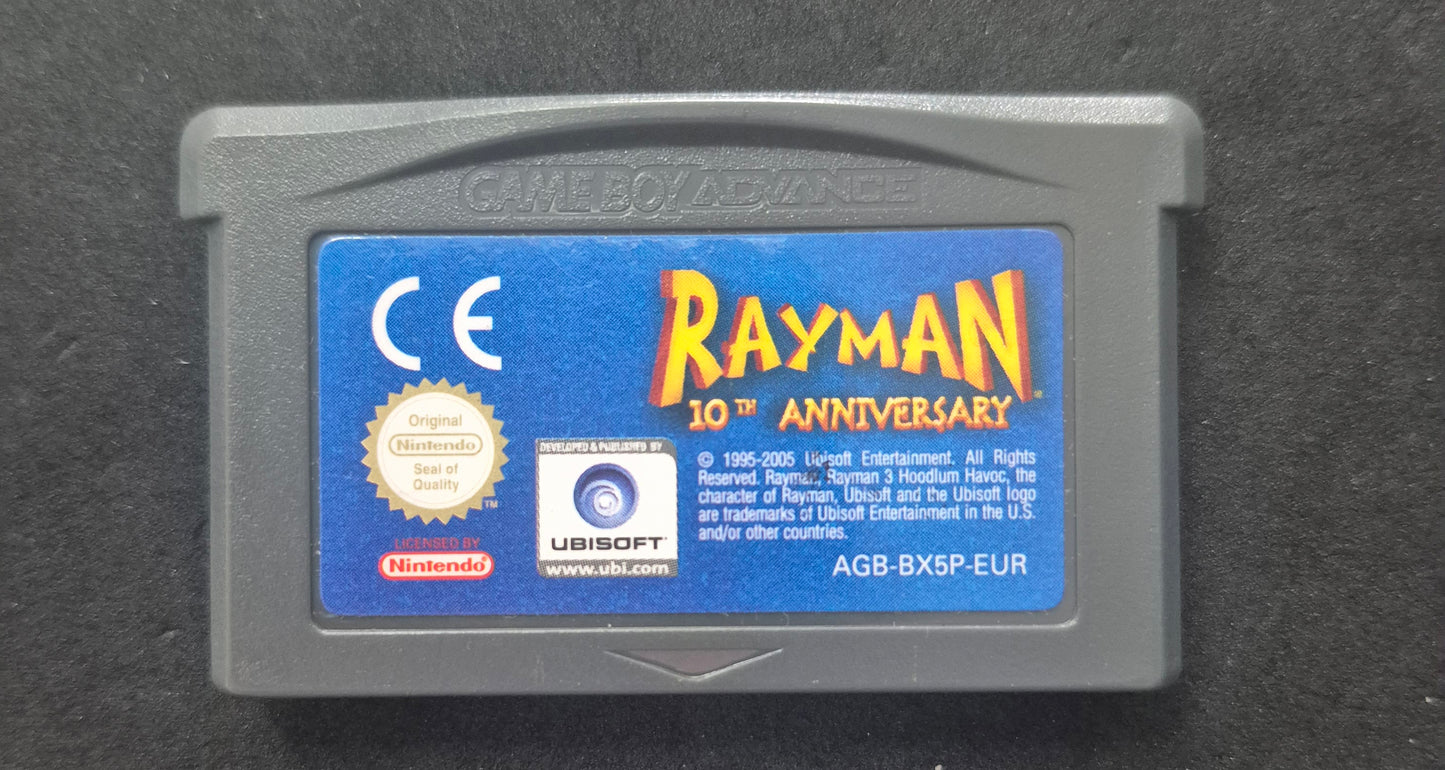 GAME BOY ADVANCE
CE
RAYMAN
10TH ANNIVERSARY
Original
Nintendo
Seal of
Quality
TM
LICENSED BY
Nintendo®
DEVELOPED & PUBLISHED BY
UBISOFT
www.ubi.com
© 1995-2005 Ubisoft Entertainment. All Rights
Reserved. Rayman, Rayman 3 Hoodlum Havoc, the
character of Rayman, Ubisoft and the Ubisoft logo
are trademarks of Ubisoft Entertainment in the U.S.
and/or other countries.
AGB-BX5P-EUR